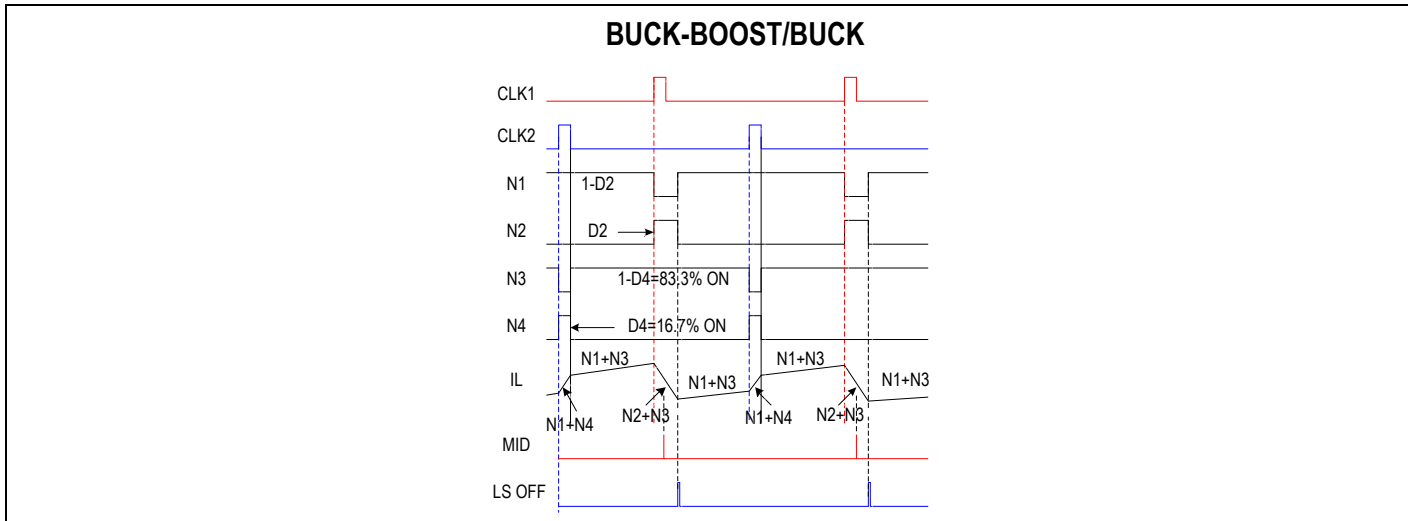 BUCK-BOOST/BUCK
CLK1
CLK2
N1
1-D2
N2
D2
N3
1-D4=83.3% ON
N4
D4=16.7% ON
IL
N1+N3
N1+N3
N1+N3
N1+N3
N1+N4
N2+N3
N1+N4
N2+N3
MID
LS OFF